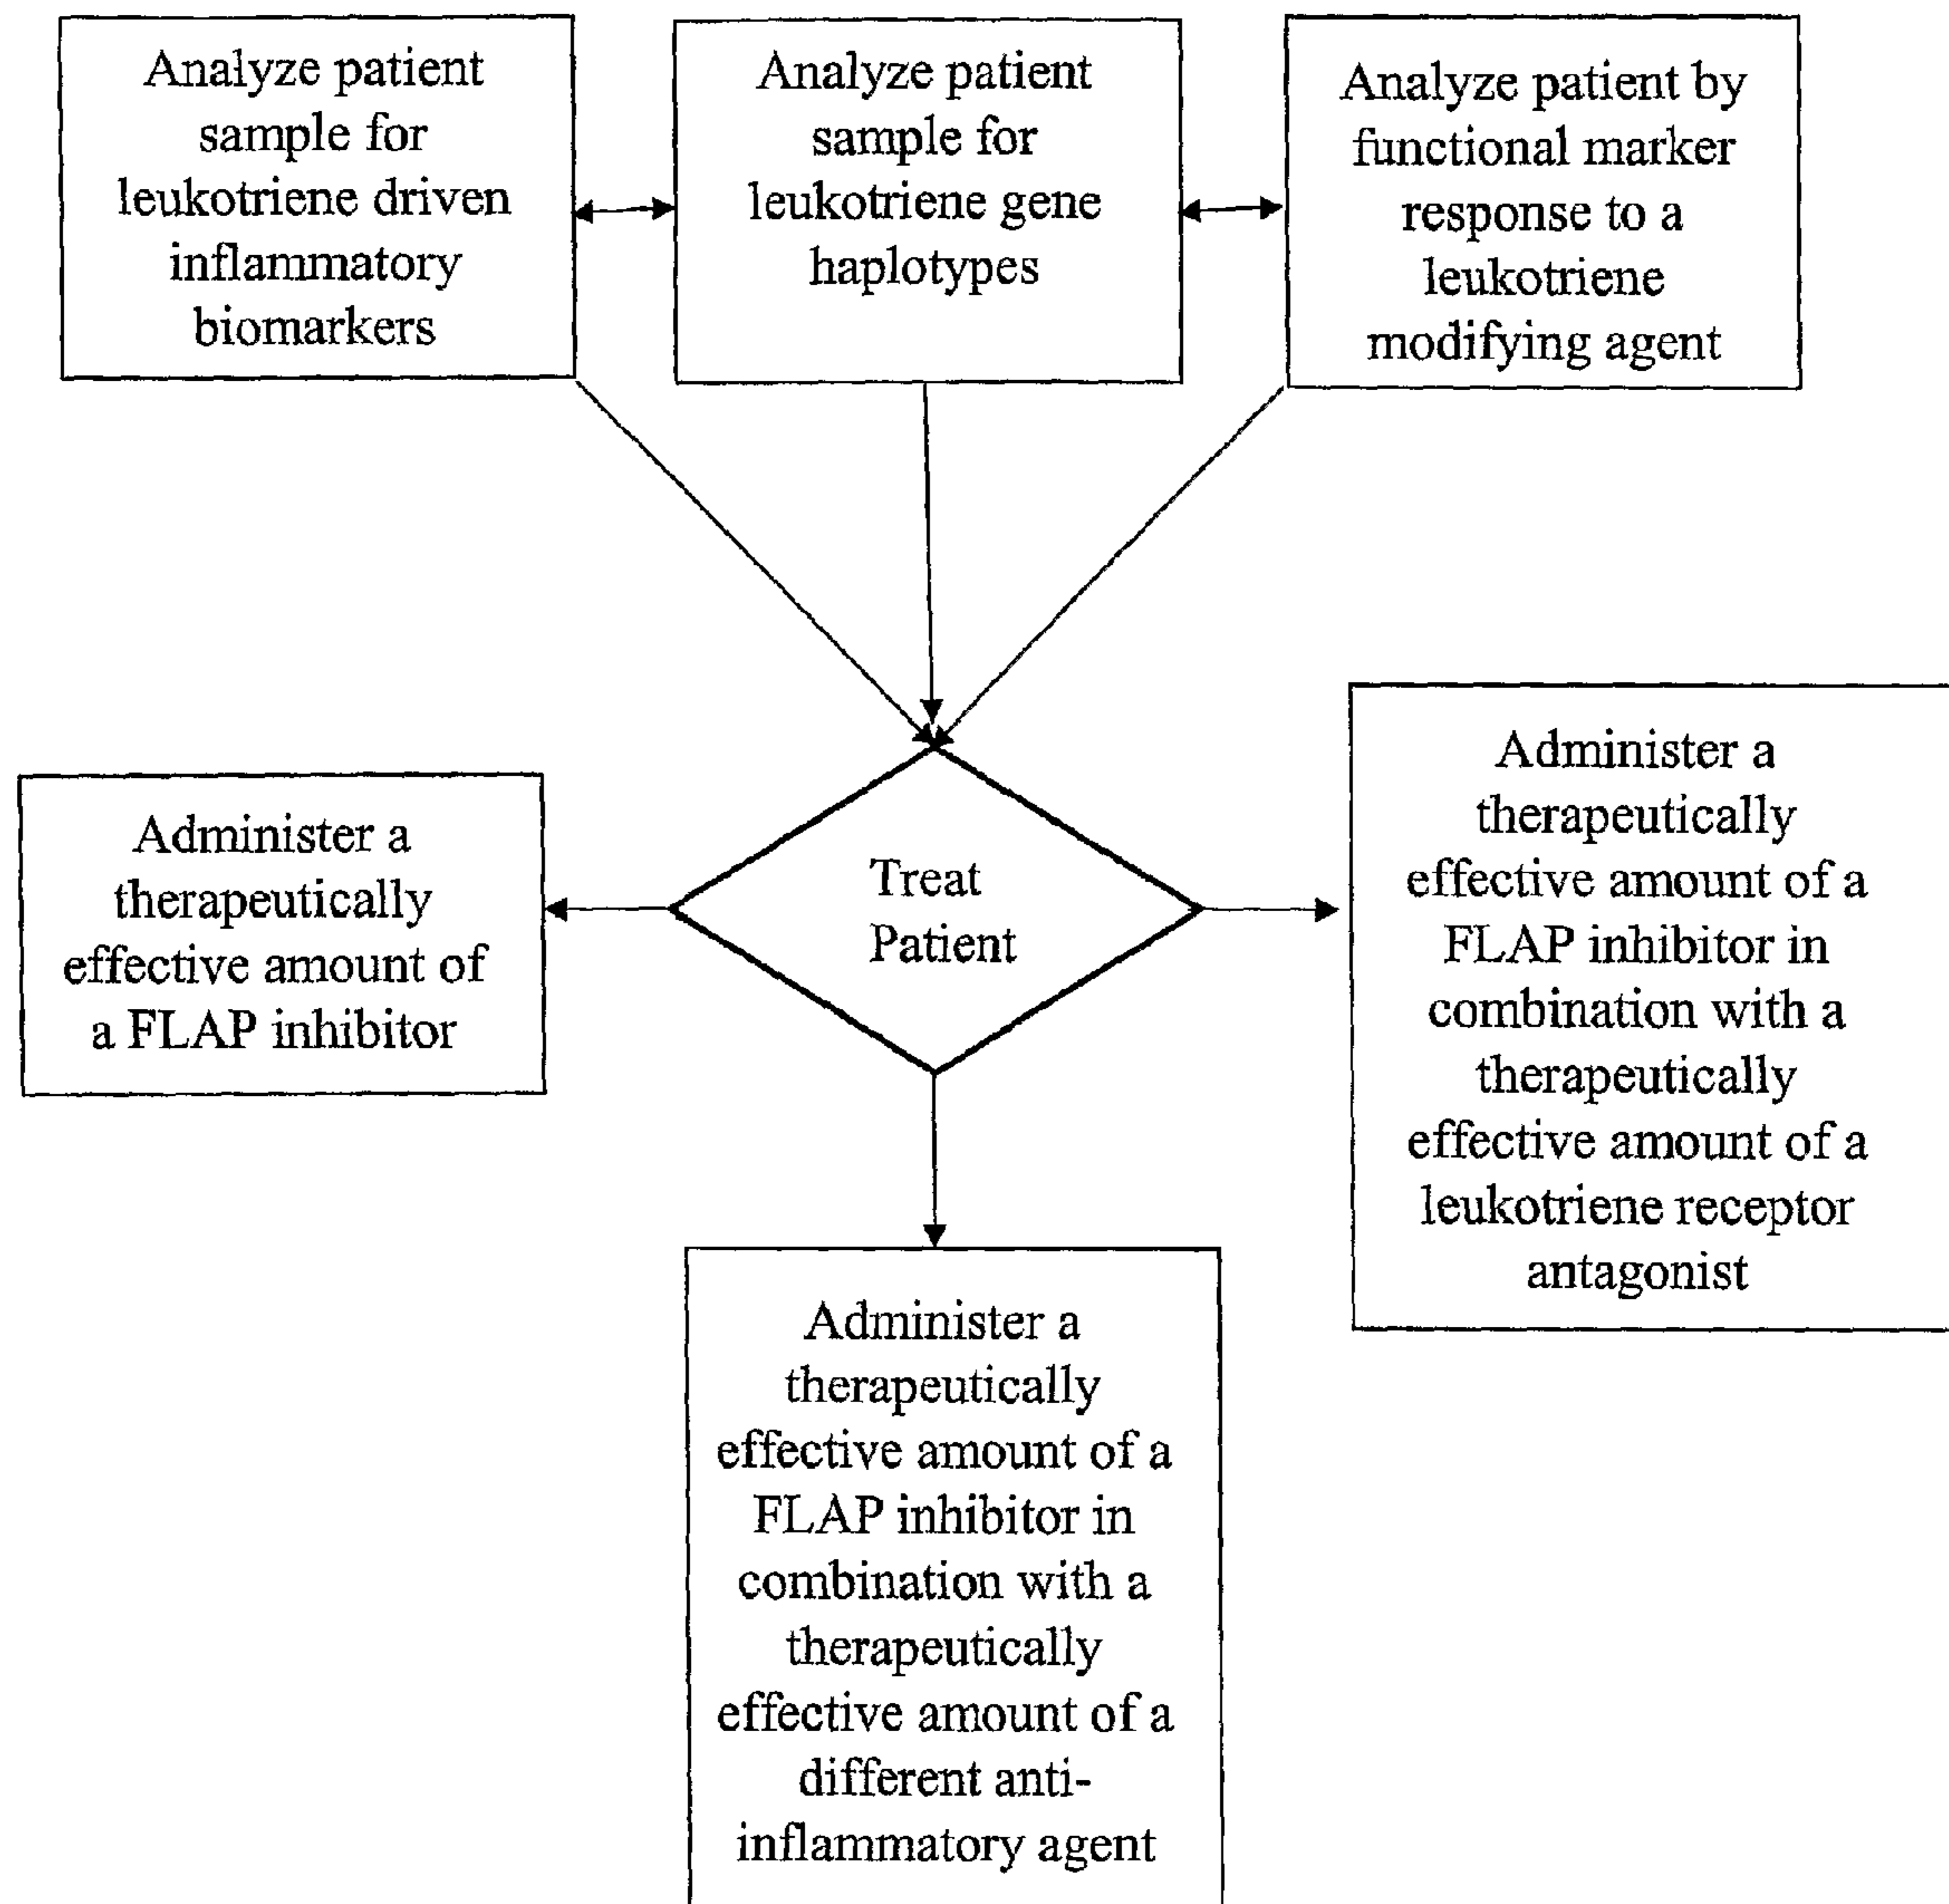 Analyze patient
sample for
leukotriene driven
inflammatory
biomarkers
Analyze patient
sample for
leukotriene gene
haplotypes
Analyze patient by
functional marker
response to a
leukotriene
modifying agent
Treat
Patient
Administer a
therapeutically
effective amount of
a FLAP inhibitor
Administer a
therapeutically
effective amount of a
FLAP inhibitor in
combination with a
therapeutically
effective amount of a
leukotriene receptor
antagonist
Administer a
therapeutically
effective amount of a
FLAP inhibitor in
combination with a
therapeutically
effective amount of a
different anti-
inflammatory agent